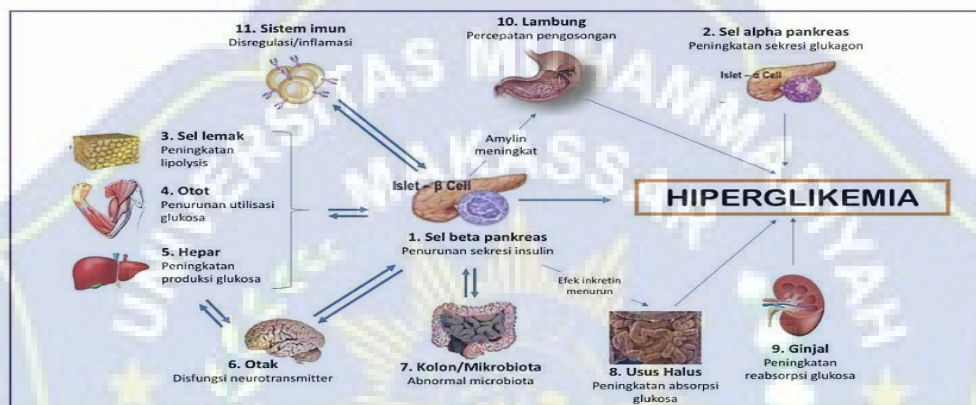 11. Sistem imun
Disregulasi/inflamasi
10. Lambung
Percepatan pengosongan
2. Sel alpha pankreas
Peningkatan sekresi glukagon
Islet – α Cell
3. Sel lemak
Peningkatan
lipolysis
4. Otot
Penurunan utilisasi
glukosa
5. Hepar
Peningkatan
produksi glukosa
Amylin
meningkat
Islet – β Cell
1. Sel beta pankreas
Penurunan sekresi insulin
HIPERGLIKEMIA
Efek inkretin
menurun
6. Otak
Disfungsi neurotransmitter
7. Kolon/Mikrobiota
Abnormal microbiota
8. Usus Halus
Peningkatan absorpsi
glukosa
9. Ginjal
Peningkatan
reabsorpsi glukosa
UNIVERSITAS MUHAMMADIYAH
MAKASSAR